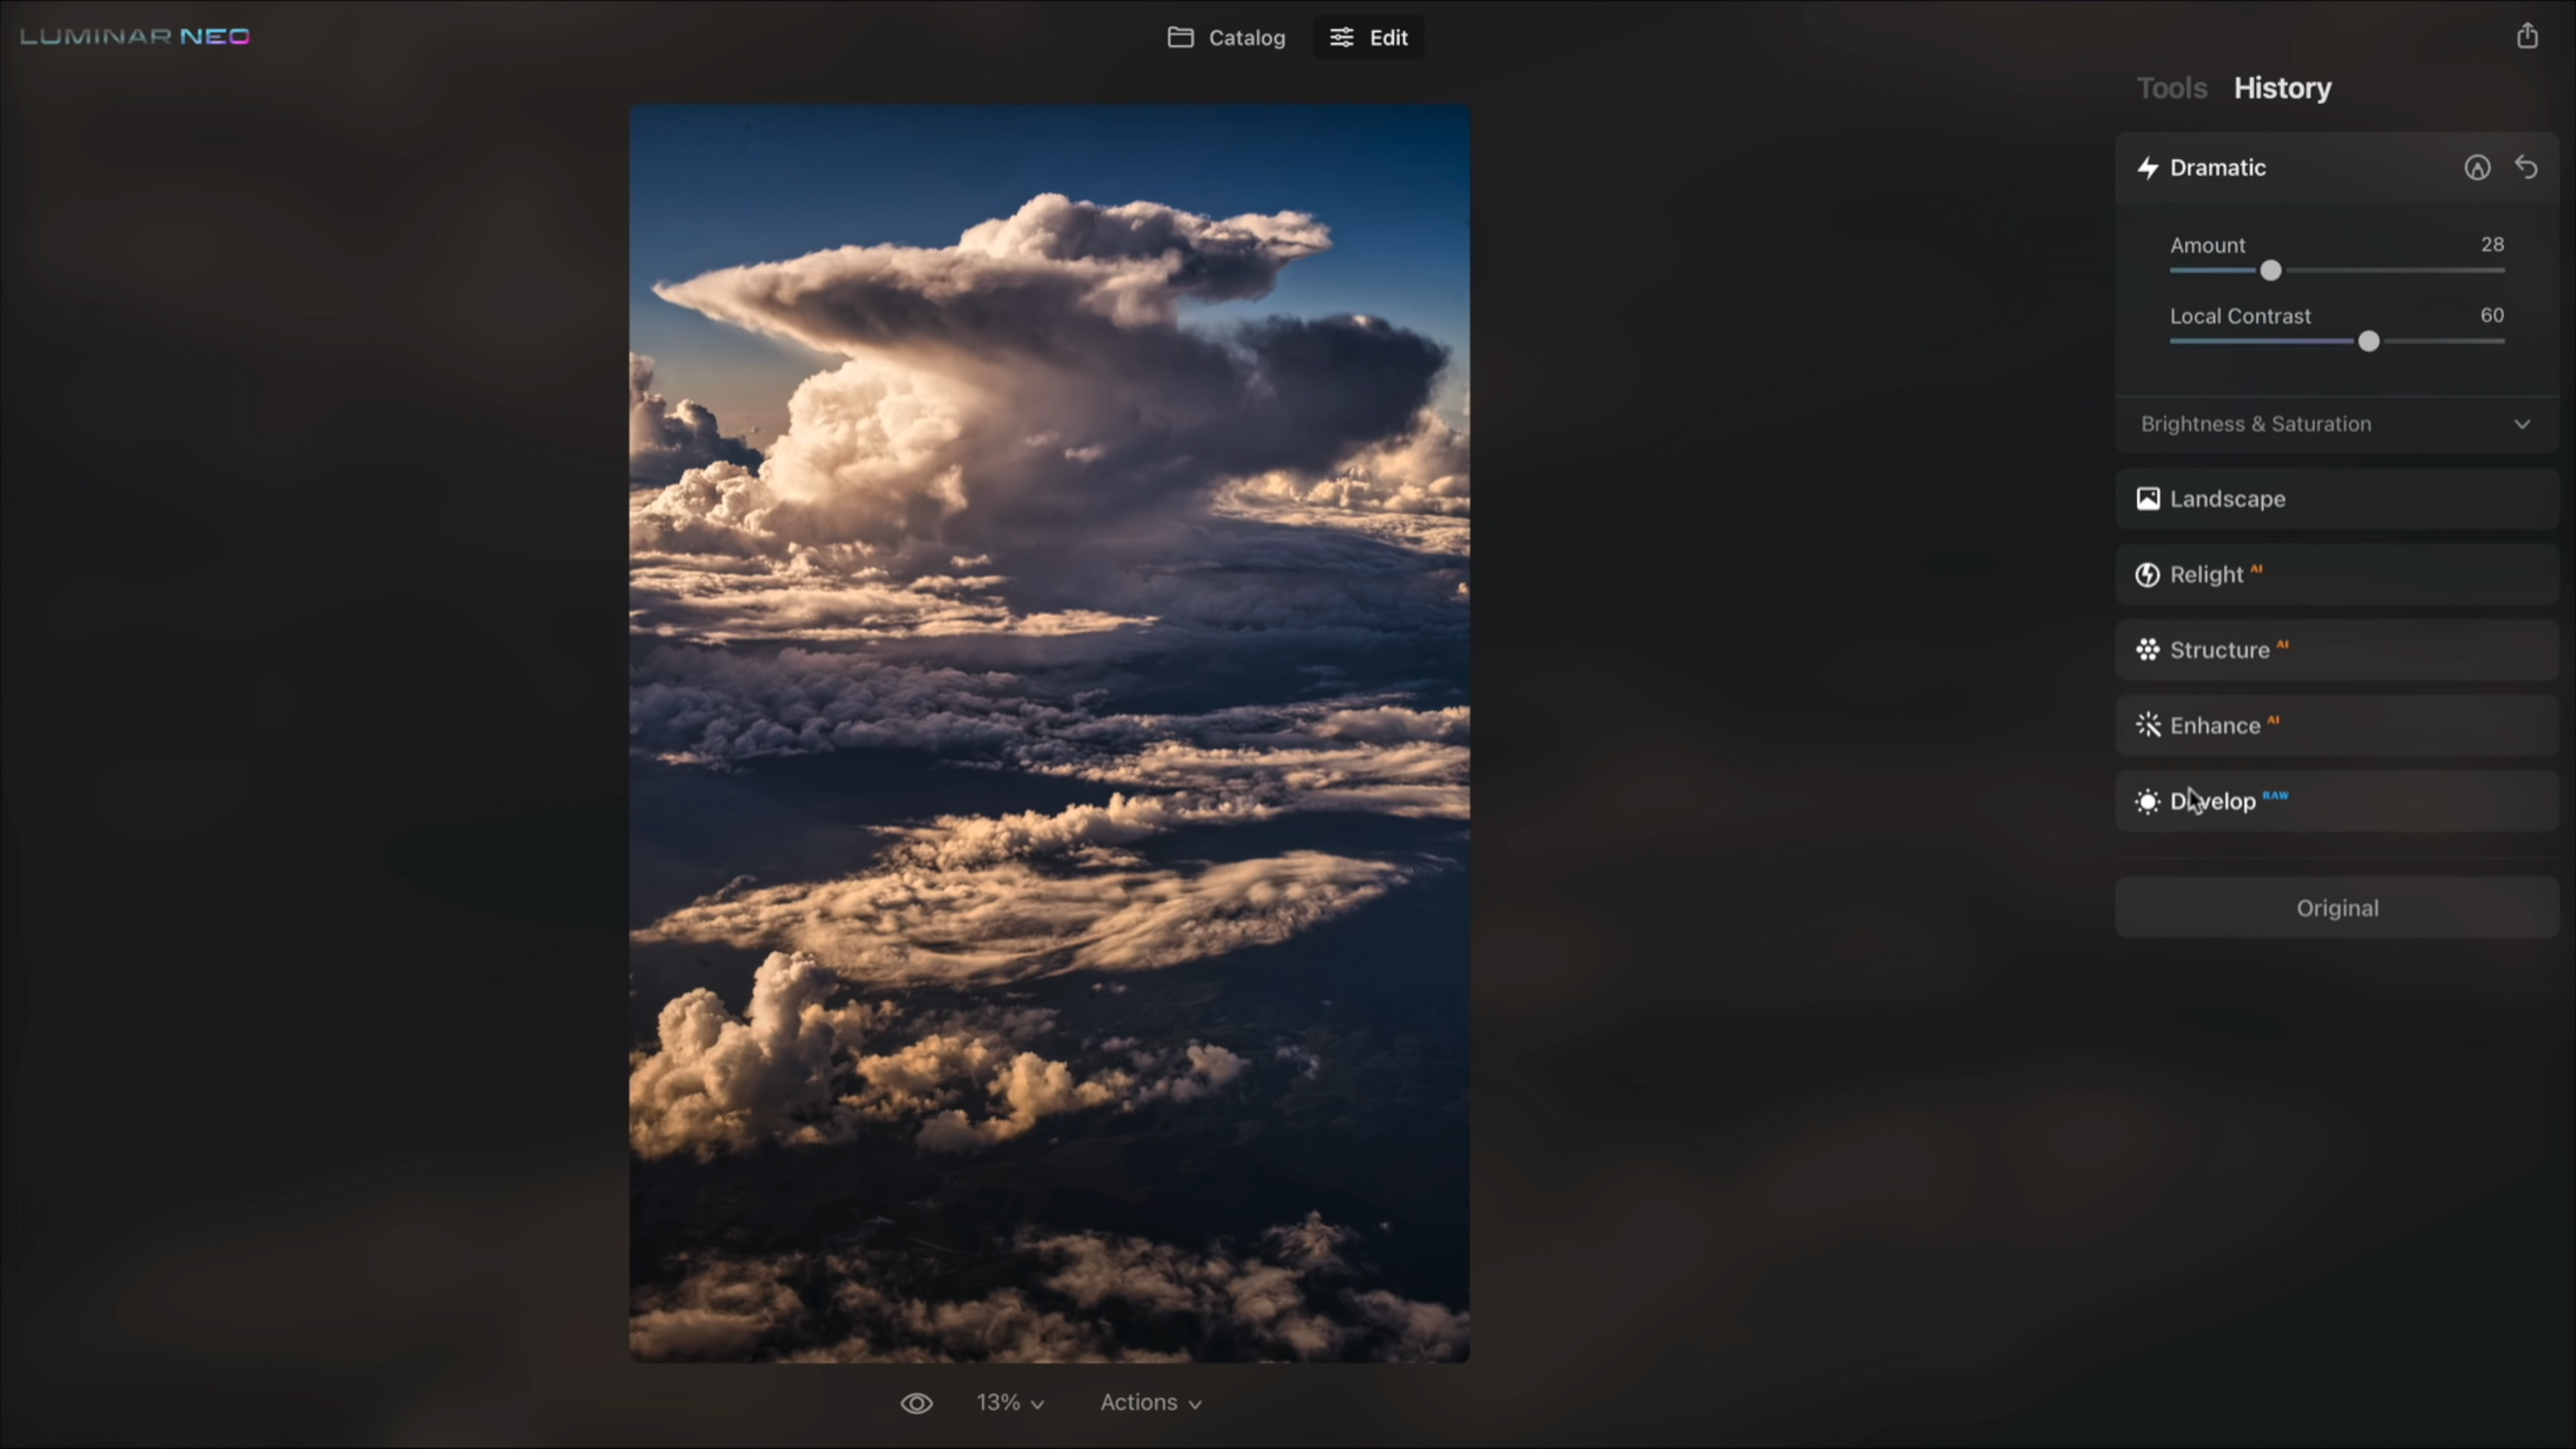 LUMINAR NEO
Catalog
Edit
Tools
History
Dramatic
Amount
28
Local Contrast
60
Brightness & Saturation
Landscape
Relight AI
Structure AI
Enhance AI
Develop RAW
Original
13%
Actions